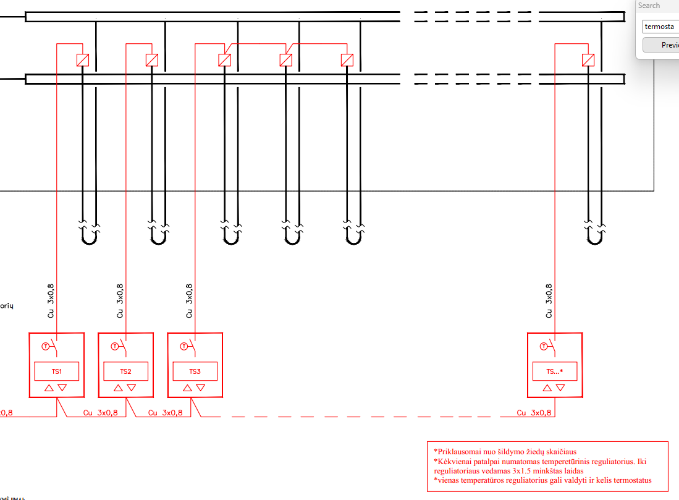 Search
termosta
Previ
Cu 3x0,8
Cu 3x0,8
Cu 3x0,8
Cu 3x0,8
orių
TS1
TS2
TS3
TS...*
0,8
Cu 3x0,8
Cu 3x0,8
Cu 3x0,8
*Priklausomai nuo šildymo žiedų skaičiaus
*Kėkvienai patalpai numatomas temperetūrinis reguliatorius. Iki
reguliatoriaus vedamas 3x1.5 minkštas laidas
*vienas temperatūros reguliatorius gali valdyti ir kelis termostatus